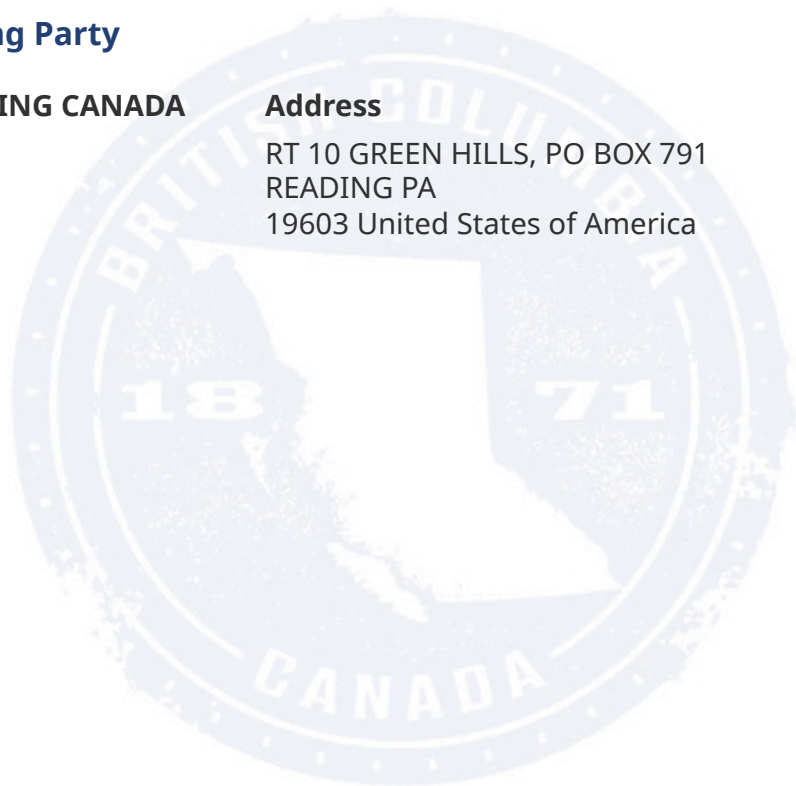 ng Party
ING CANADA
Address
RT 10 GREEN HILLS, PO BOX 791
READING PA
19603 United States of America
BRITISH COLUMBIA
18 71
CANADA